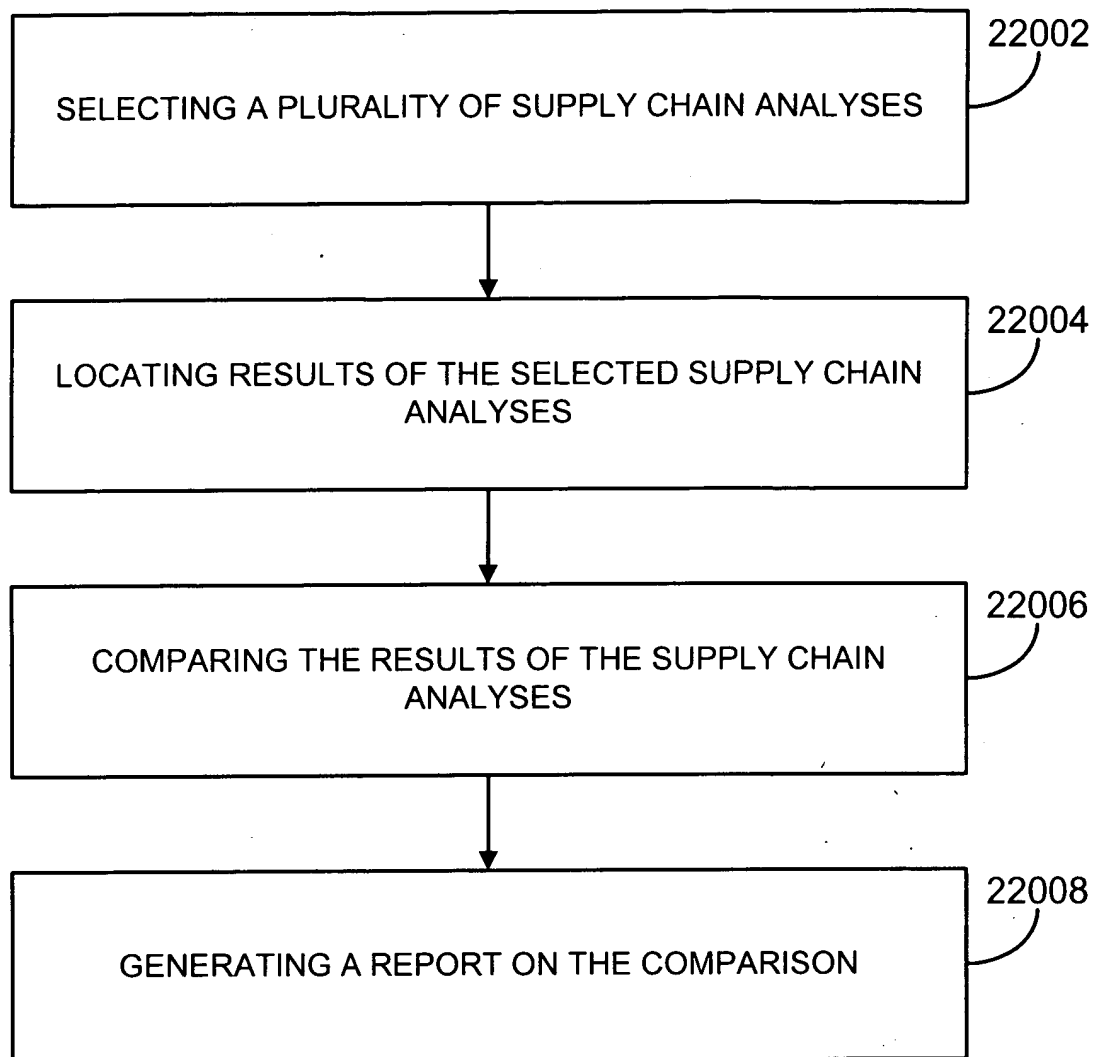 22002
SELECTING A PLURALITY OF SUPPLY CHAIN ANALYSES
22004
LOCATING RESULTS OF THE SELECTED SUPPLY CHAIN
ANALYSES
22006
COMPARING THE RESULTS OF THE SUPPLY CHAIN
ANALYSES
22008
GENERATING A REPORT ON THE COMPARISON